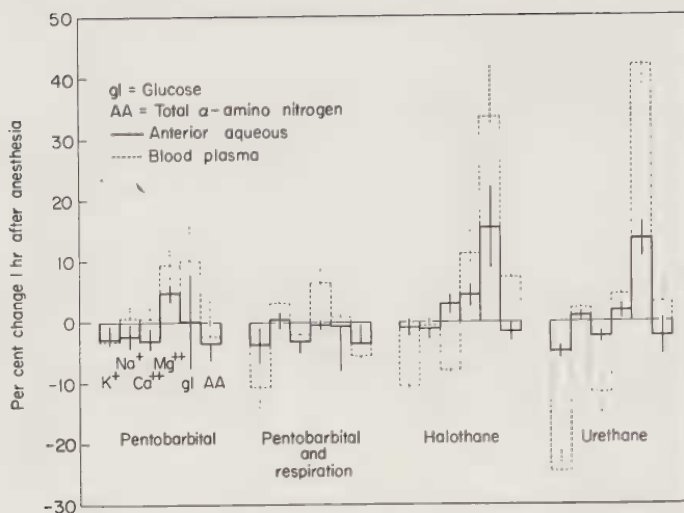 50
40
30
20
10
0
-10
-20
-30
Per cent change 1 hr after anesthesia
gl = Glucose
AA = Total α-amino nitrogen
Anterior aqueous
Blood plasma
Na⁺ Mg⁺⁺
K⁺ Ca⁺⁺ gl AA
Pentobarbital
Pentobarbital
and
respiration
Halothane
Urethane